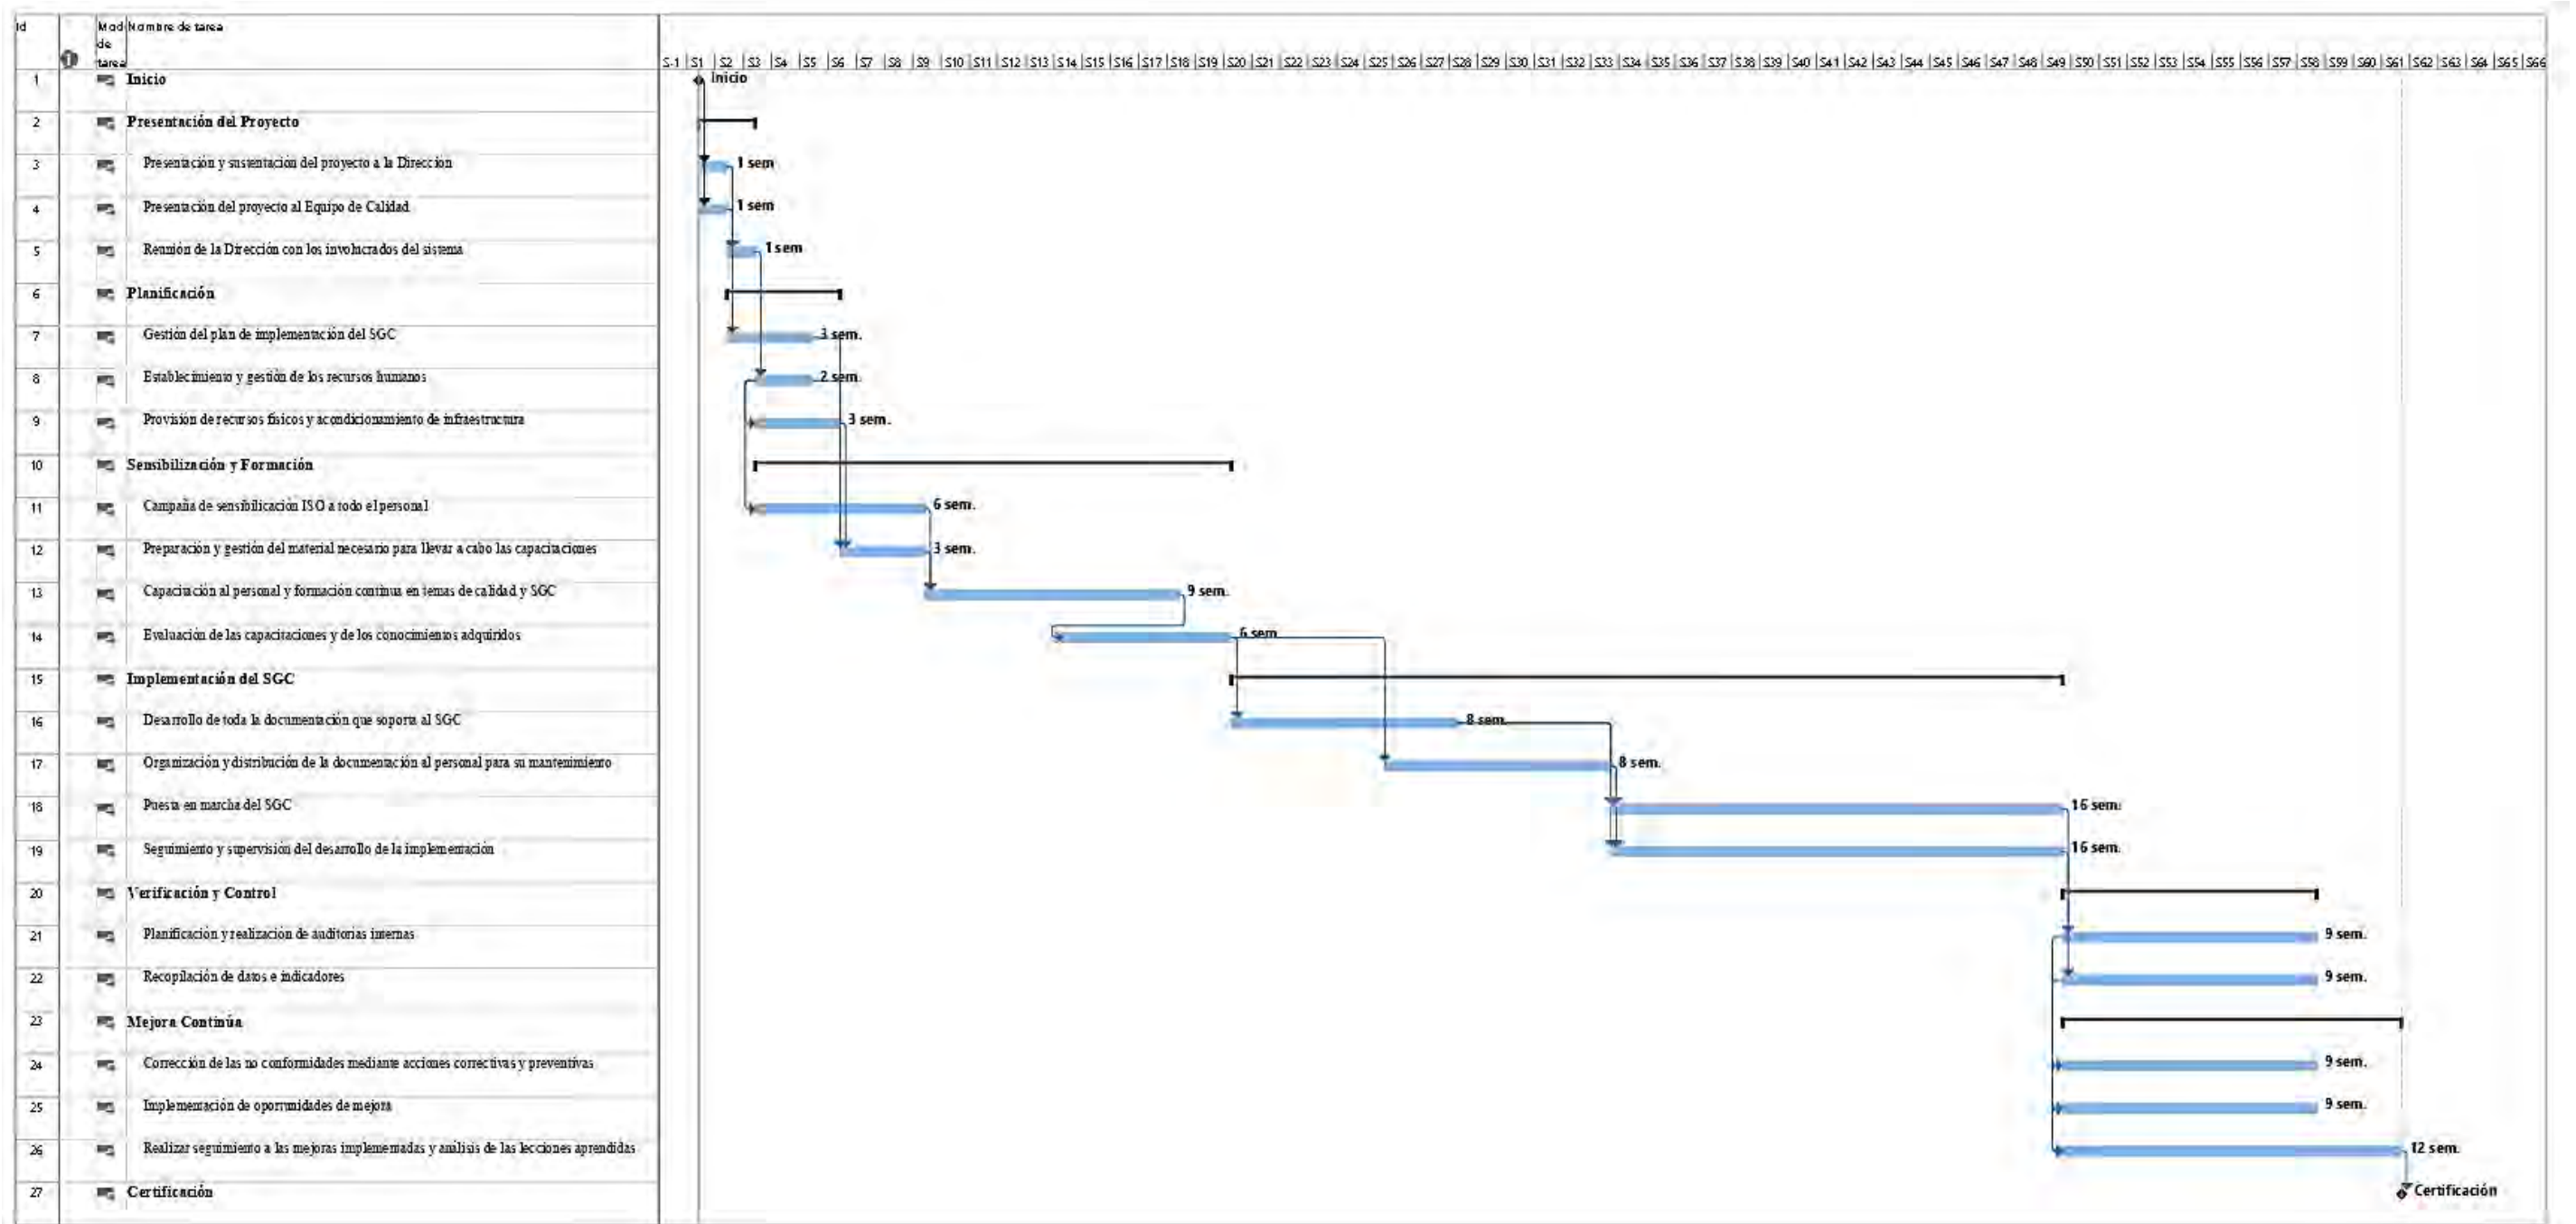 Id
Mod de tarea
Nombre de tarea
S-1 S1 S2 S3 S4 S5 S6 S7 S8 S9 S10 S11 S12 S13 S14 S15 S16 S17 S18 S19 S20 S21 S22 S23 S24 S25 S26 S27 S28 S29 S30 S31 S32 S33 S34 S35 S36 S37 S38 S39 S40 S41 S42 S43 S44 S45 S46 S47 S48 S49 S50 S51 S52 S53 S54 S55 S56 S57 S58 S59 S60 S61 S62 S63 S64 S65 S66
1 Inicio Inicio
2 Presentación del Proyecto
3 Presentación y sustentación del proyecto a la Dirección 1 sem
4 Presentación del proyecto al Equipo de Calidad 1 sem
5 Reunión de la Dirección con los involucrados del sistema 1 sem
6 Planificación
7 Gestión del plan de implementación del SGC 3 sem.
8 Establecimiento y gestión de los recursos humanos 2 sem.
9 Provisión de recursos físicos y acondicionamiento de infraestructura 3 sem.
10 Sensibilización y Formación
11 Campaña de sensibilicación ISO a todo el personal 6 sem.
12 Preparación y gestión del material necesario para llevar a cabo las capacitaciones 3 sem.
13 Capacitación al personal y formación continua en temas de calidad y SGC 9 sem.
14 Evaluación de las capacitaciones y de los conocimientos adquiridos 6 sem
15 Implementación del SGC
16 Desarrollo de toda la documentación que soporta al SGC 8 sem.
17 Organización y distribución de la documentación al personal para su mantenimiento 8 sem.
18 Puesta en marcha del SGC 16 sem.
19 Seguimiento y supervisión del desarrollo de la implementación 16 sem.
20 Verificación y Control
21 Planificación y realización de auditorías internas 9 sem.
22 Recopilación de datos e indicadores 9 sem.
23 Mejora Continúa
24 Corrección de las no conformidades mediante acciones correctivas y preventivas 9 sem.
25 Implementación de oportunidades de mejora 9 sem.
26 Realizar seguimiento a las mejoras implementadas y análisis de las lecciones aprendidas 12 sem.
27 Certificación Certificación